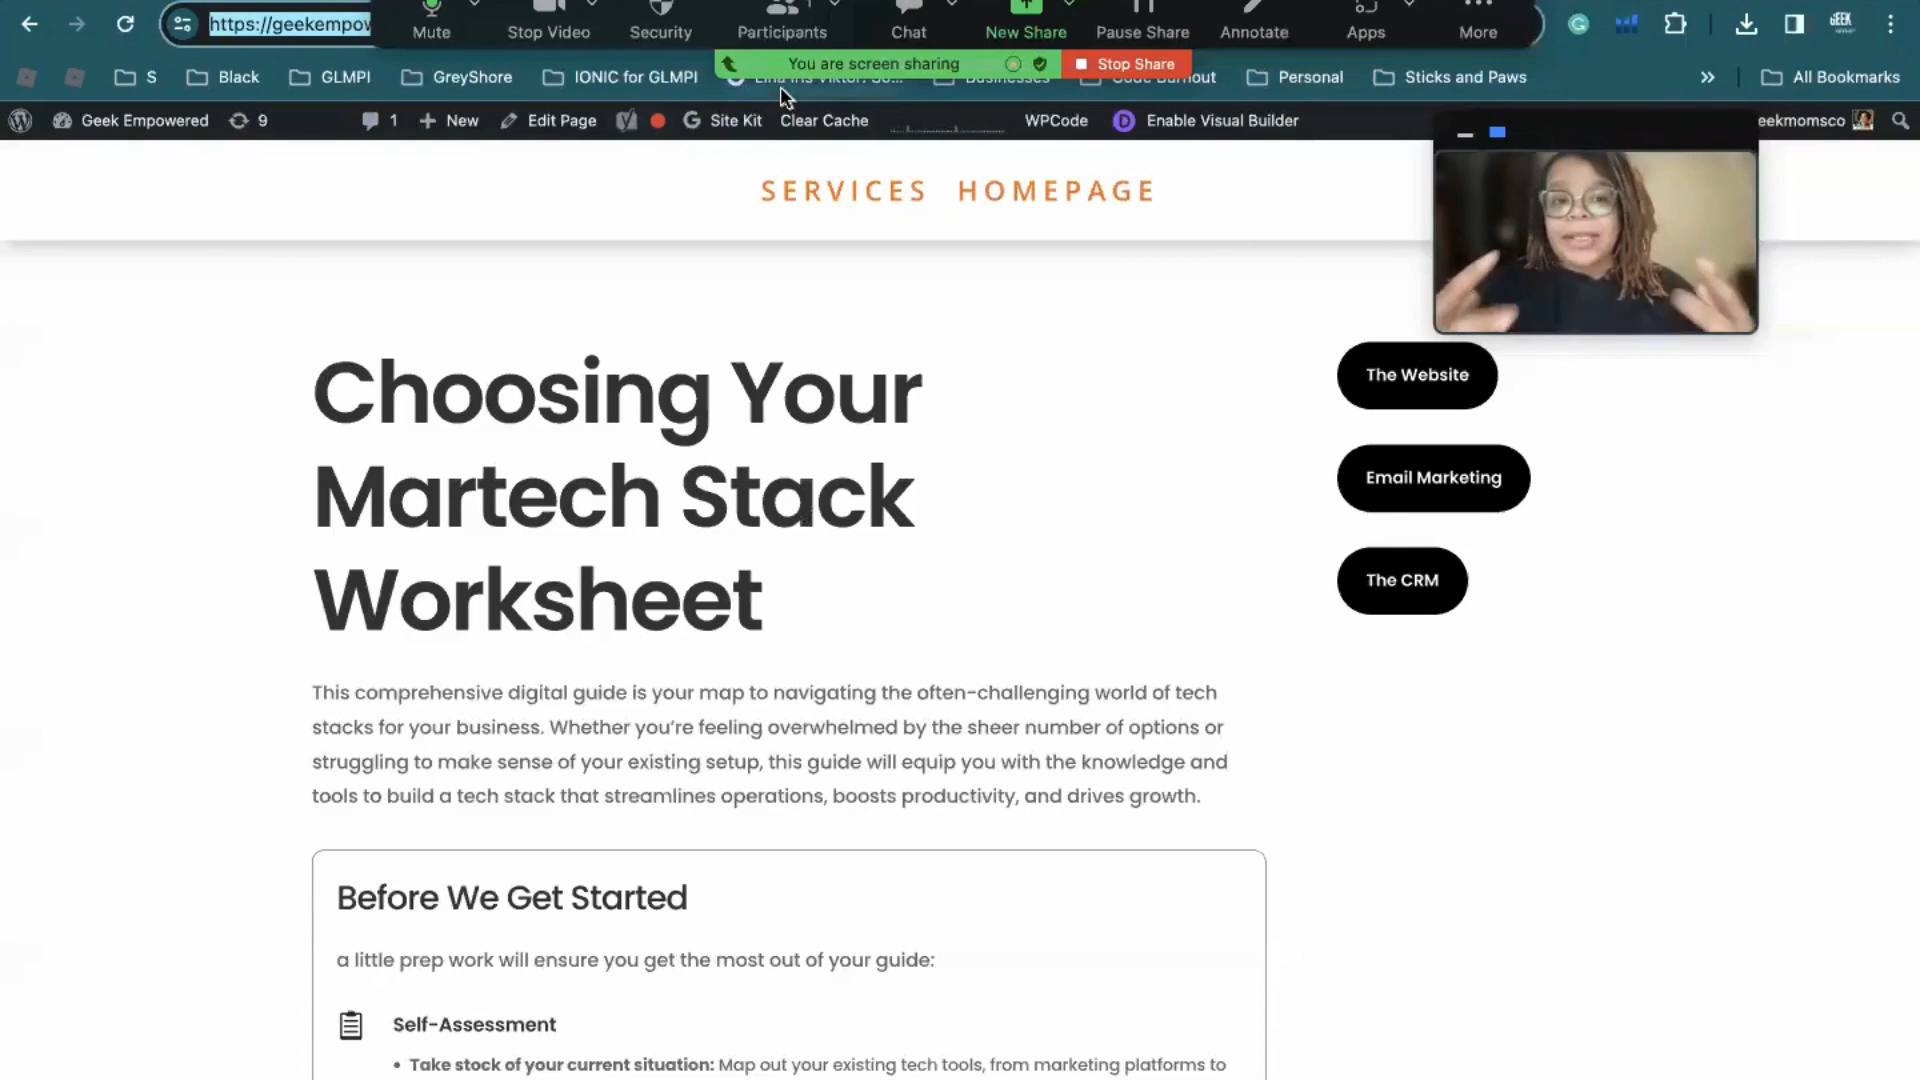 https://geekempow
Mute
Stop Video
Security
Participants
1
Chat
New Share
Pause Share
Annotate
Apps
More
GEEK
You are screen sharing
Stop Share
S
Black
GLMPI
GreyShore
IONIC for GLMPI
Businesses
Code Burnout
Personal
Sticks and Paws
All Bookmarks
Geek Empowered
9
1
New
Edit Page
Site Kit
Clear Cache
WPCode
Enable Visual Builder
eekmomsco
SERVICES HOMEPAGE
Choosing Your
Martech Stack
Worksheet
The Website
Email Marketing
The CRM
This comprehensive digital guide is your map to navigating the often-challenging world of tech
stacks for your business. Whether you’re feeling overwhelmed by the sheer number of options or
struggling to make sense of your existing setup, this guide will equip you with the knowledge and
tools to build a tech stack that streamlines operations, boosts productivity, and drives growth.
Before We Get Started
a little prep work will ensure you get the most out of your guide:
Self-Assessment
• Take stock of your current situation: Map out your existing tech tools, from marketing platforms to